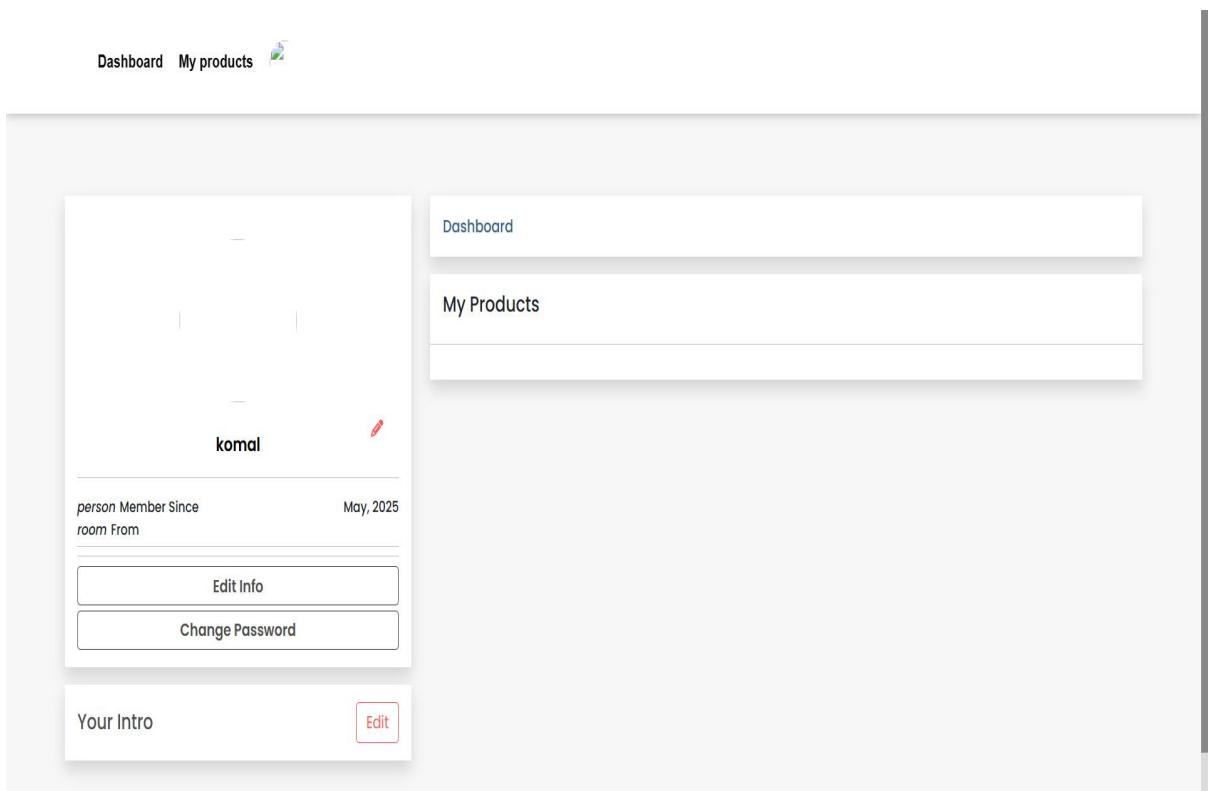 Dashboard My products
komal
person Member Since May, 2025
room From
Edit Info
Change Password
Your Intro Edit
Dashboard
My Products